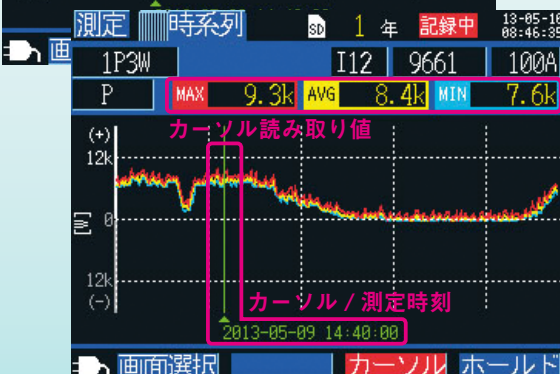 測定 時系列 SD 1 年 記録中 13-05-10
画 08:46:35
1P3W I12 9661 100A
P MAX 9.3k AVG 8.4k MIN 7.6k
カーソル読み取り値
(+)
12k
[W] 0
12k
(-)
カーソル / 測定時刻
2013-05-09 14:40:00
画面選択 カーソル ホールド